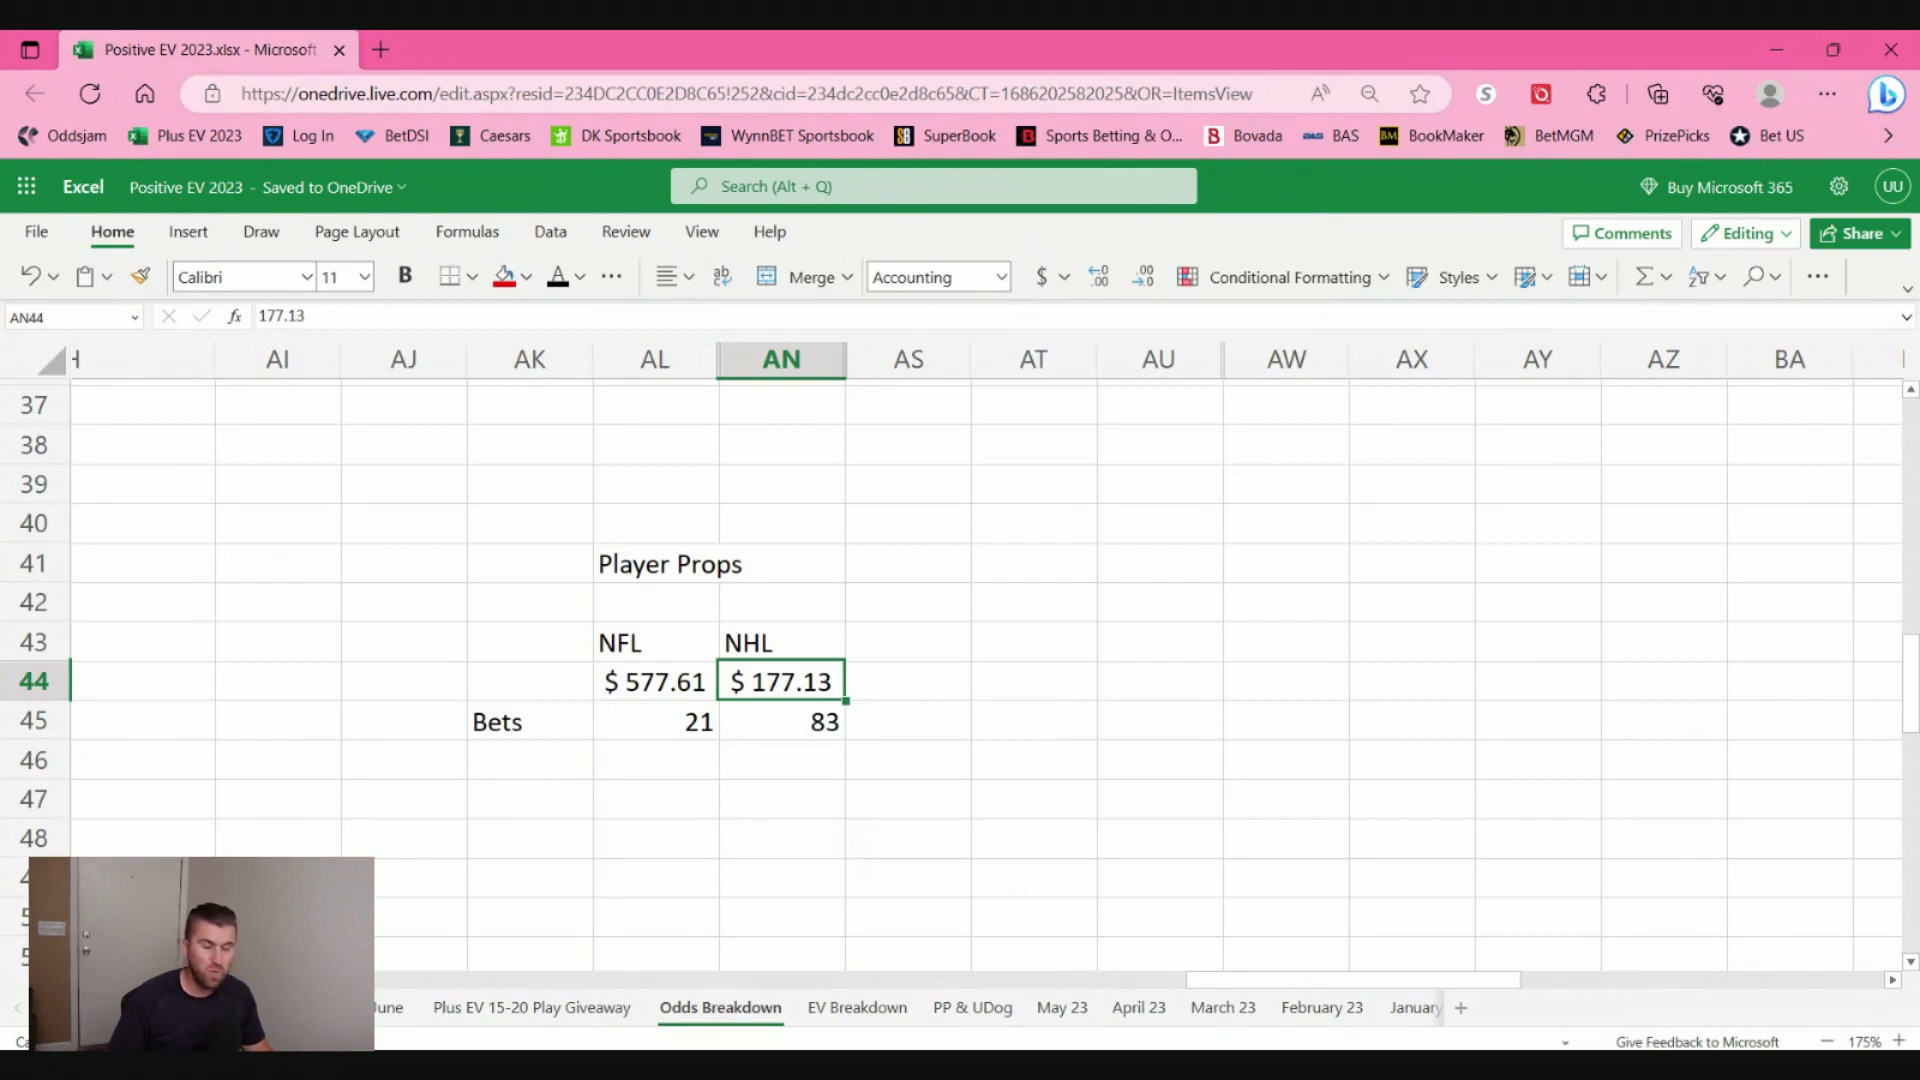 Positive EV 2023.xlsx - Microsoft
https://onedrive.live.com/edit.aspx?resid=234DC2CC0E2D8C65!252&cid=234dc2cc0e2d8c65&CT=1686202582025&OR=ItemsView
Oddsjam Plus EV 2023 Log In BetDSI Caesars DK Sportsbook WynnBET Sportsbook SuperBook Sports Betting & O... Bovada BAS BookMaker BetMGM PrizePicks Bet US
Excel Positive EV 2023 - Saved to OneDrive Search (Alt + Q) Buy Microsoft 365 UU
File Home Insert Draw Page Layout Formulas Data Review View Help Comments Editing Share
Calibri 11 B A ab Merge Accounting $ .00 .00 Conditional Formatting Styles
AN44 fx 177.13
H AI AJ AK AL AN AS AT AU AW AX AY AZ BA
37
38
39
40
41 Player Props
42
43 NFL NHL
44 $ 577.61 $ 177.13
45 Bets 21 83
46
47
48
June Plus EV 15-20 Play Giveaway Odds Breakdown EV Breakdown PP & UDog May 23 April 23 March 23 February 23 January
Give Feedback to Microsoft 175%